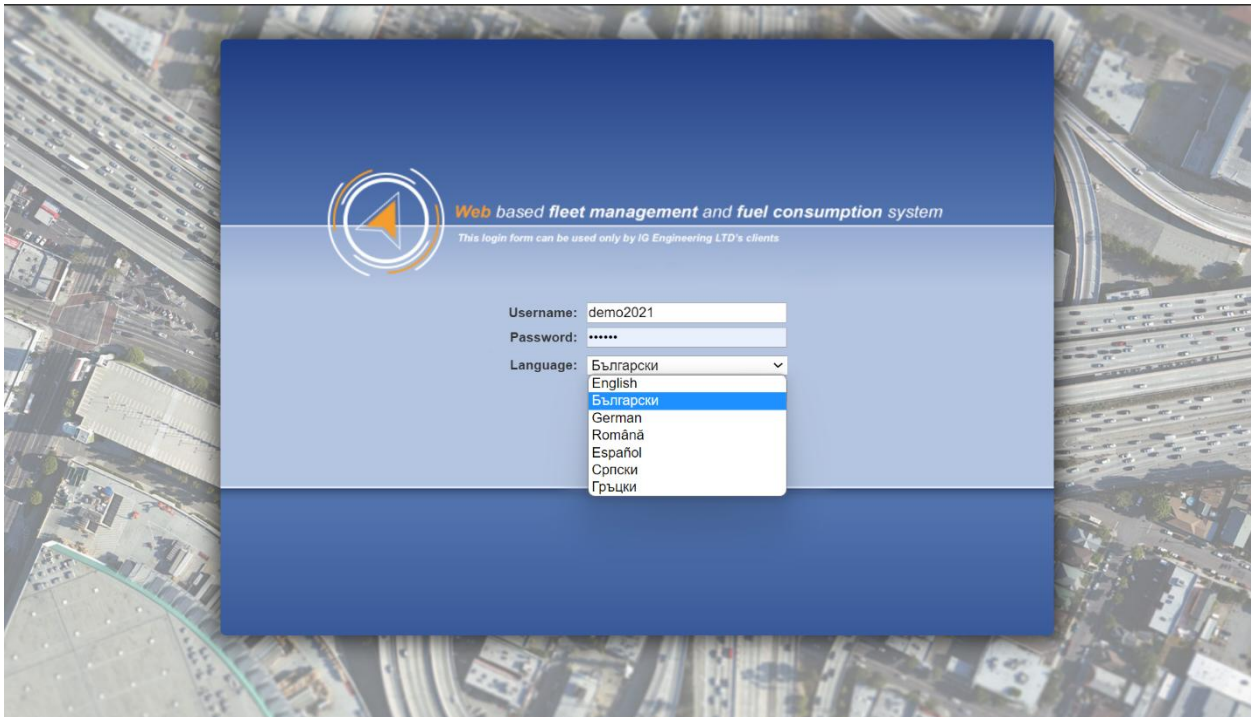 Web based fleet management and fuel consumption system
This login form can be used only by IG Engineering LTD's clients
Username: demo2021
Password: ••••••
Language: Български
English
Български
German
Română
Español
Српски
Гръцки